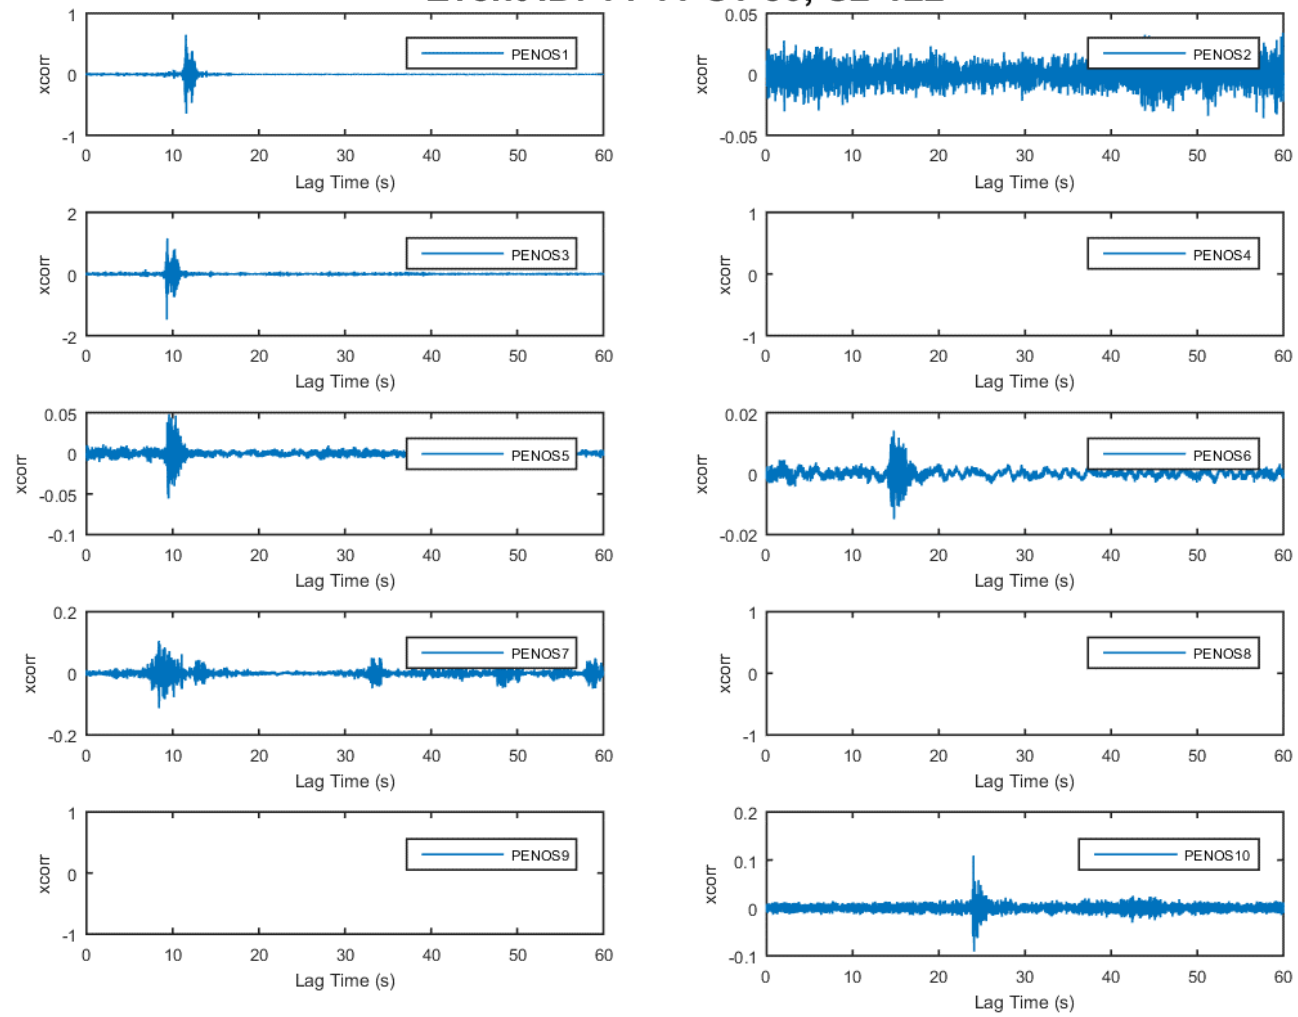 1
0
-1
xcorr
PENOS1
0 10 20 30 40 50 60
Lag Time (s)
0.05
0
-0.05
xcorr
PENOS2
0 10 20 30 40 50 60
Lag Time (s)
2
0
-2
xcorr
PENOS3
0 10 20 30 40 50 60
Lag Time (s)
1
0
-1
xcorr
PENOS4
0 10 20 30 40 50 60
Lag Time (s)
0.05
0
-0.05
-0.1
xcorr
PENOS5
0 10 20 30 40 50 60
Lag Time (s)
0.02
0
-0.02
xcorr
PENOS6
0 10 20 30 40 50 60
Lag Time (s)
0.2
0
-0.2
xcorr
PENOS7
0 10 20 30 40 50 60
Lag Time (s)
1
0
-1
xcorr
PENOS8
0 10 20 30 40 50 60
Lag Time (s)
1
0
-1
xcorr
PENOS9
0 10 20 30 40 50 60
Lag Time (s)
0.2
0.1
0
-0.1
xcorr
PENOS10
0 10 20 30 40 50 60
Lag Time (s)